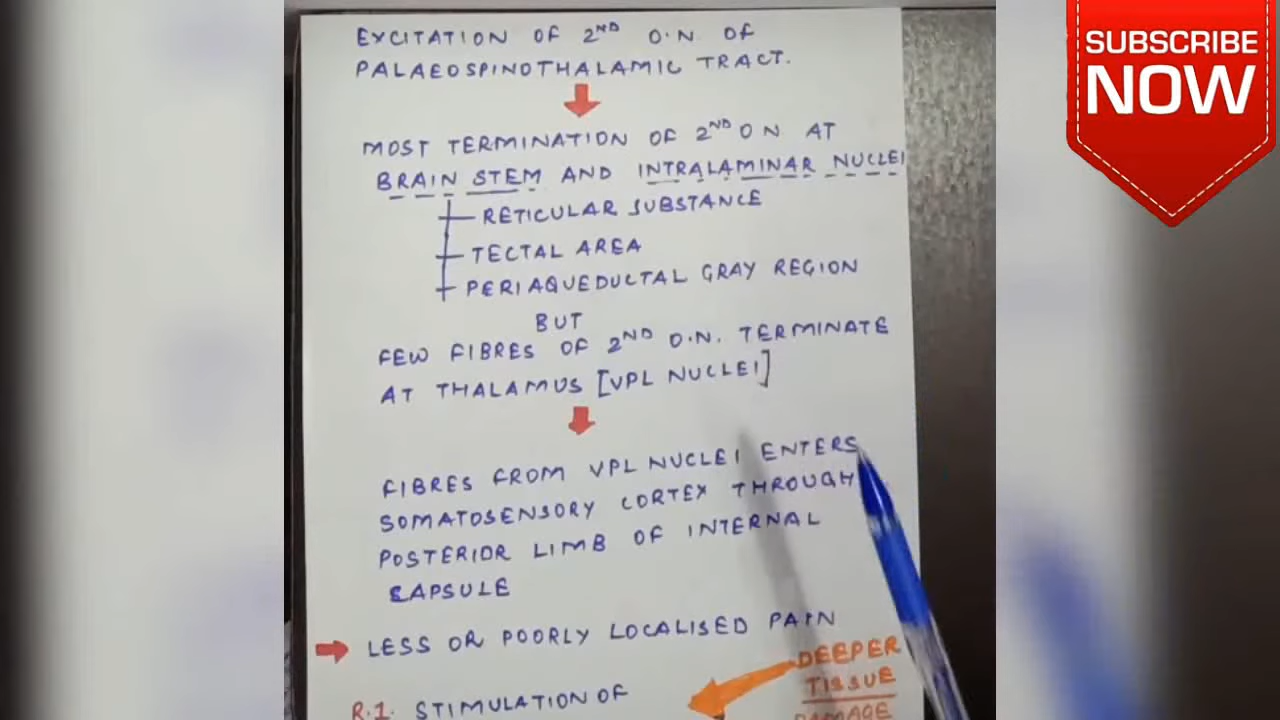 EXCITATION OF 2ND O.N OF
PALAEOSPINOTHALAMIC TRACT.
MOST TERMINATION OF 2ND O N AT
BRAIN STEM AND INTRALAMINAR NUCLEI
RETICULAR SUBSTANCE
TECTAL AREA
PERIAQUEDUCTAL GRAY REGION
BUT
FEW FIBRES OF 2ND O.N. TERMINATE
AT THALAMUS [VPL NUCLEI]
FIBRES FROM VPL NUCLEI ENTERS
SOMATOSENSORY CORTEX THROUGH
POSTERIOR LIMB OF INTERNAL
CAPSULE
LESS OR POORLY LOCALISED PAIN
DEEPER
TISSUE
DAMAGE
R.1. STIMULATION OF
SUBSCRIBE
NOW